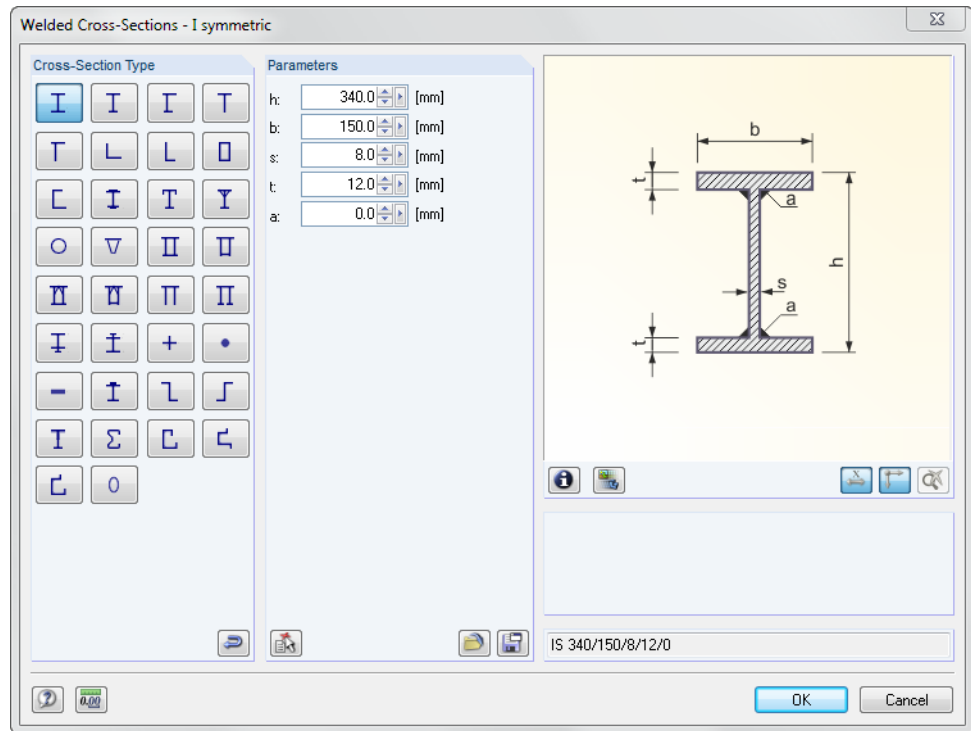 Welded Cross-Sections - I symmetric
Cross-Section Type
Parameters
h: 340.0 [mm]
b: 150.0 [mm]
s: 8.0 [mm]
t: 12.0 [mm]
a: 0.0 [mm]
b
t
a
h
s
a
t
X
IS 340/150/8/12/0
0.00
OK
Cancel